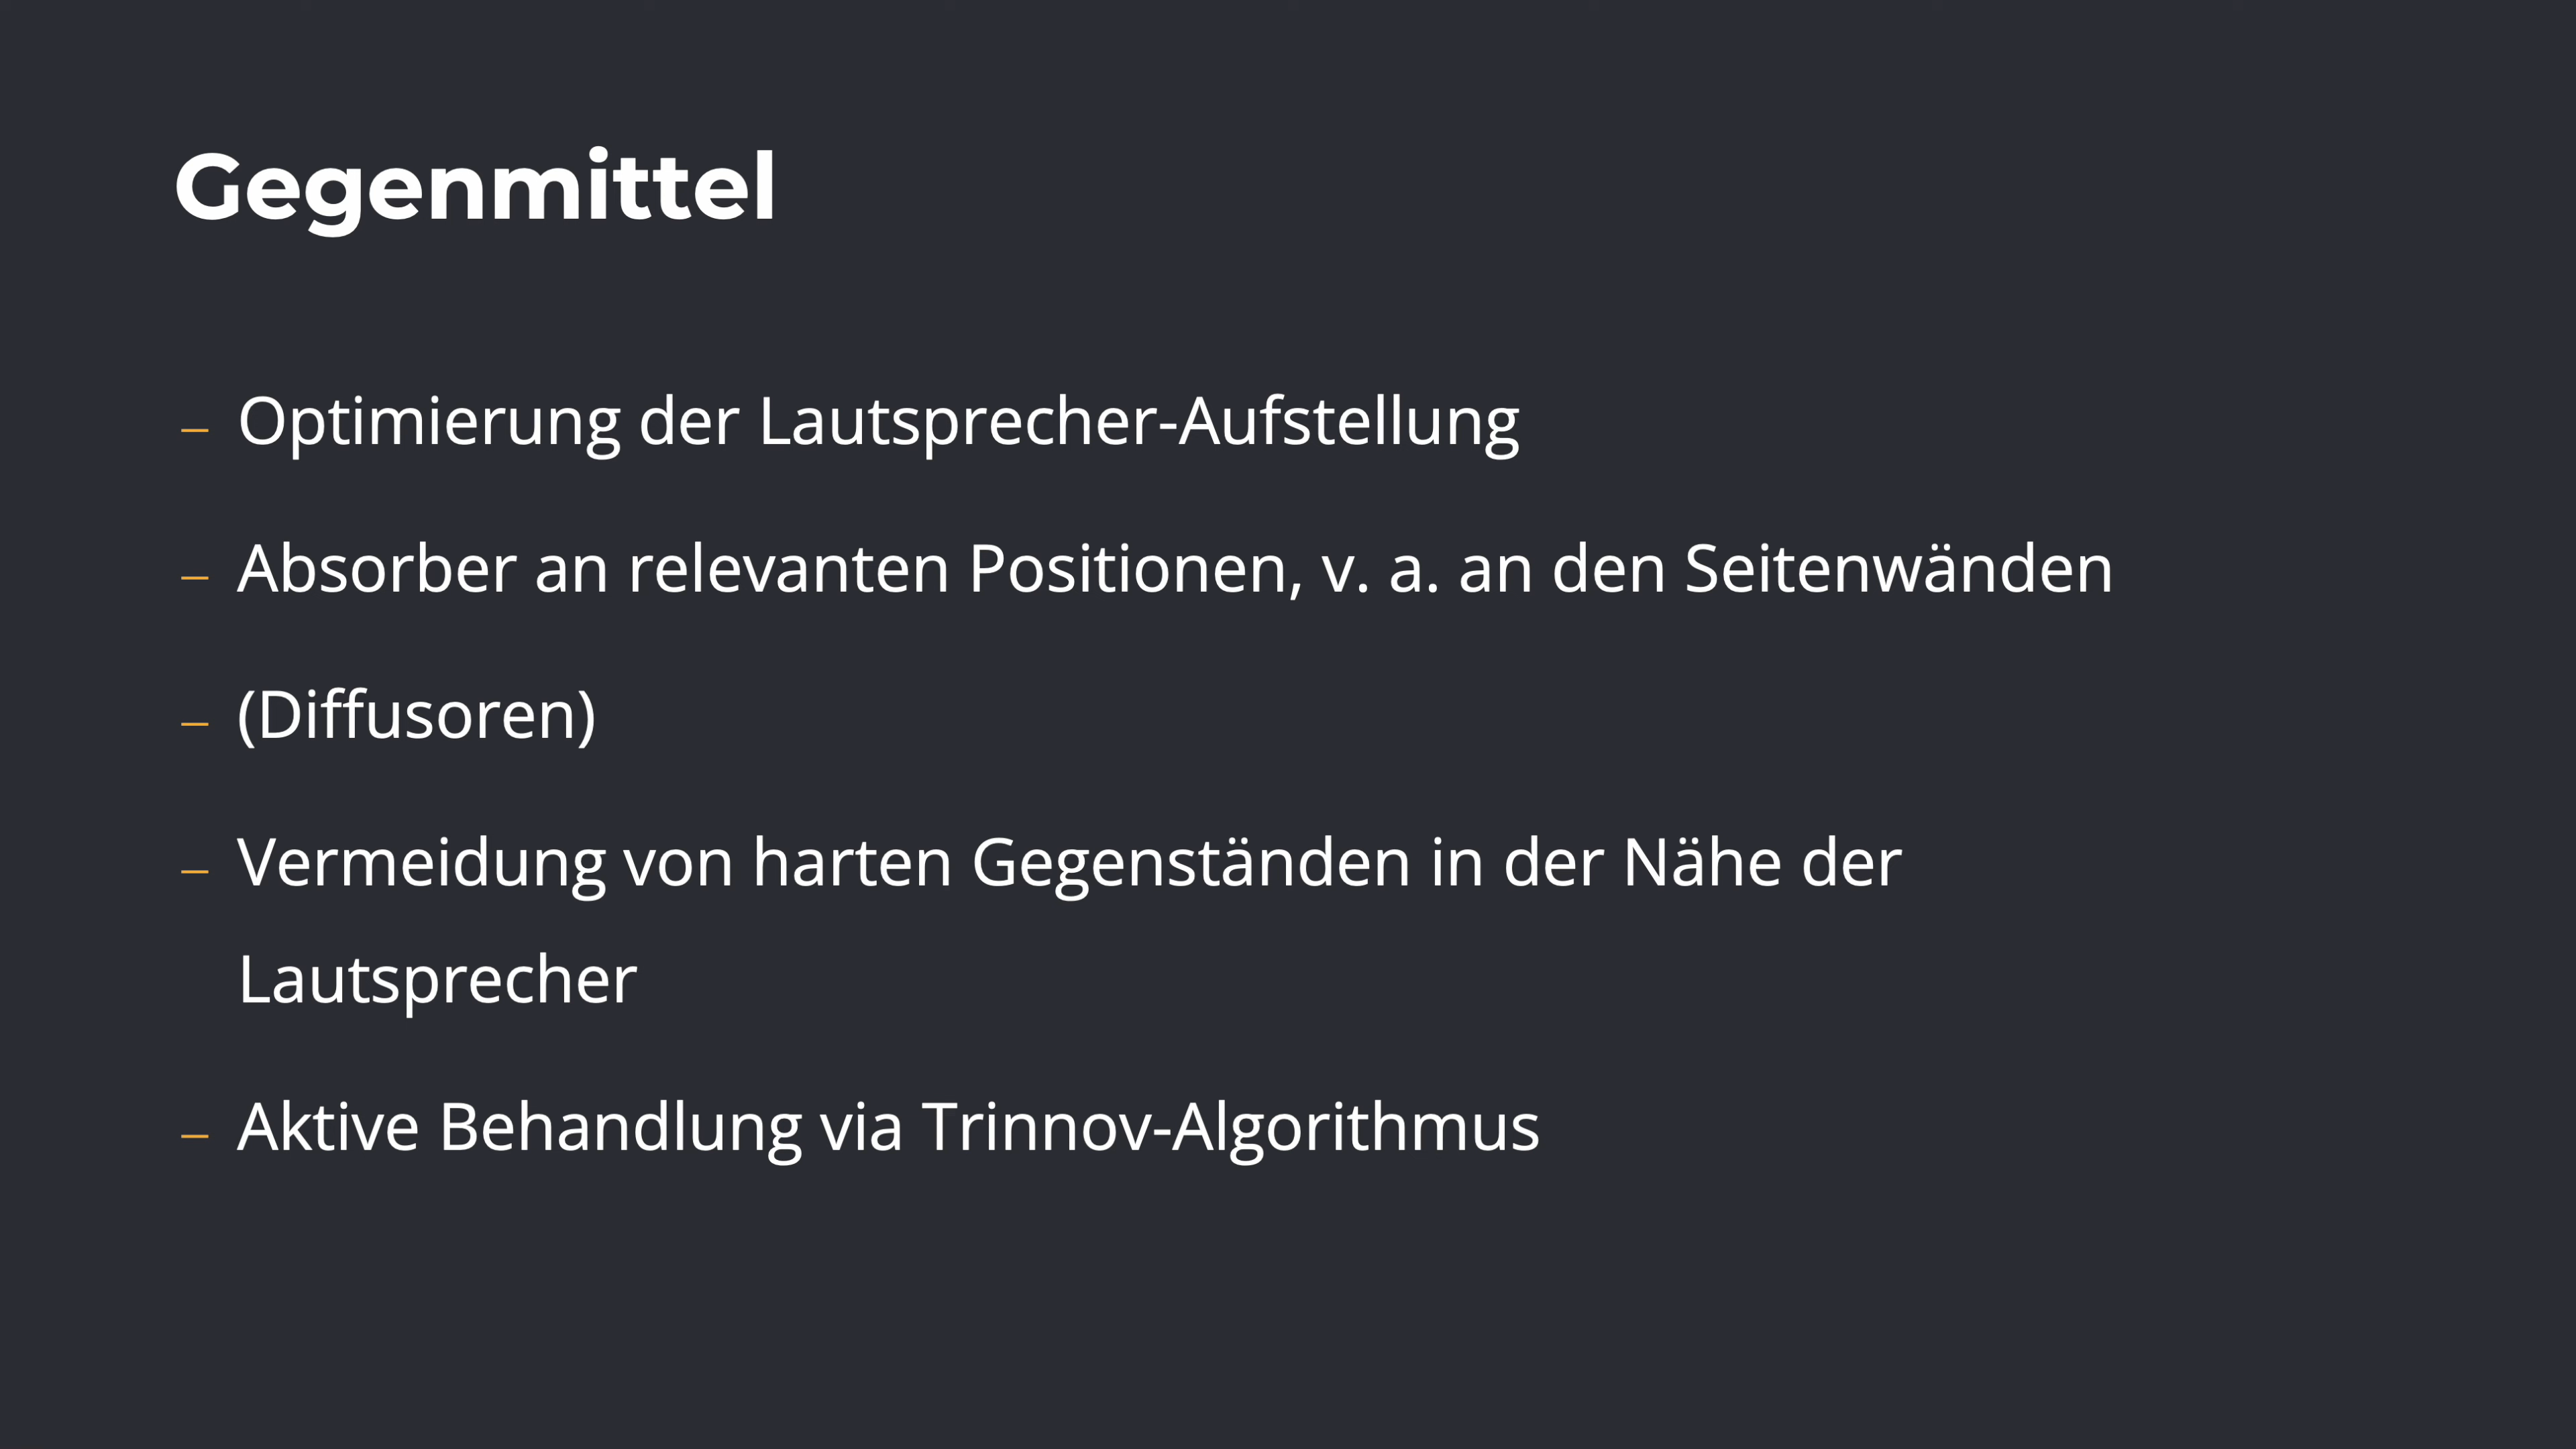 Gegenmittel
– Optimierung der Lautsprecher-Aufstellung
– Absorber an relevanten Positionen, v. a. an den Seitenwänden
– (Diffusoren)
– Vermeidung von harten Gegenständen in der Nähe der
Lautsprecher
– Aktive Behandlung via Trinnov-Algorithmus